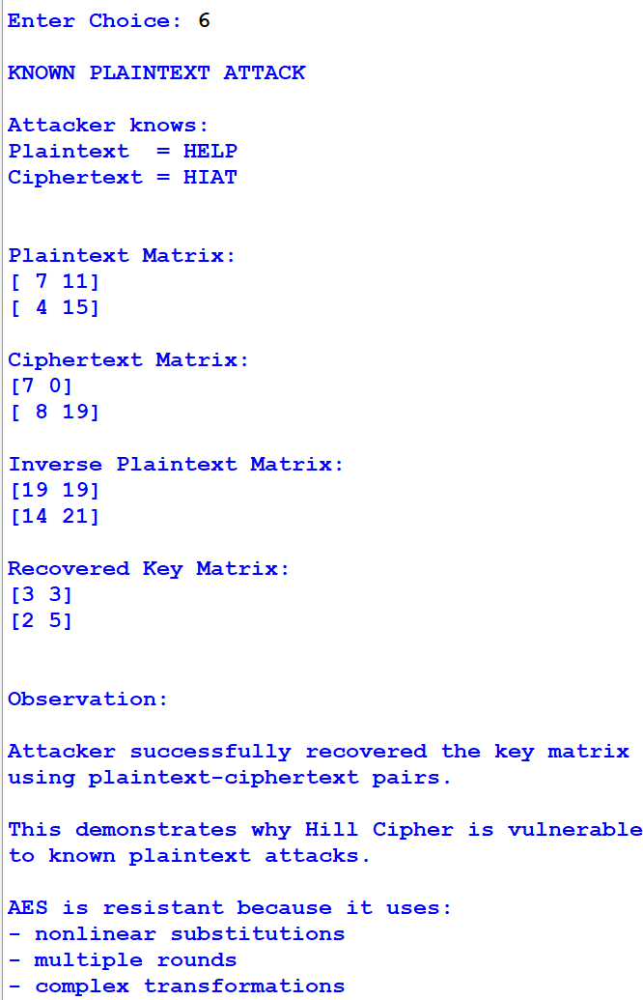 Enter Choice: 6
KNOWN PLAINTEXT ATTACK
Attacker knows:
Plaintext  = HELP
Ciphertext = HIAT
Plaintext Matrix:
[ 7 11]
[ 4 15]
Ciphertext Matrix:
[7 0]
[ 8 19]
Inverse Plaintext Matrix:
[19 19]
[14 21]
Recovered Key Matrix:
[3 3]
[2 5]
Observation:
Attacker successfully recovered the key matrix
using plaintext-ciphertext pairs.
This demonstrates why Hill Cipher is vulnerable
to known plaintext attacks.
AES is resistant because it uses:
- nonlinear substitutions
- multiple rounds
- complex transformations